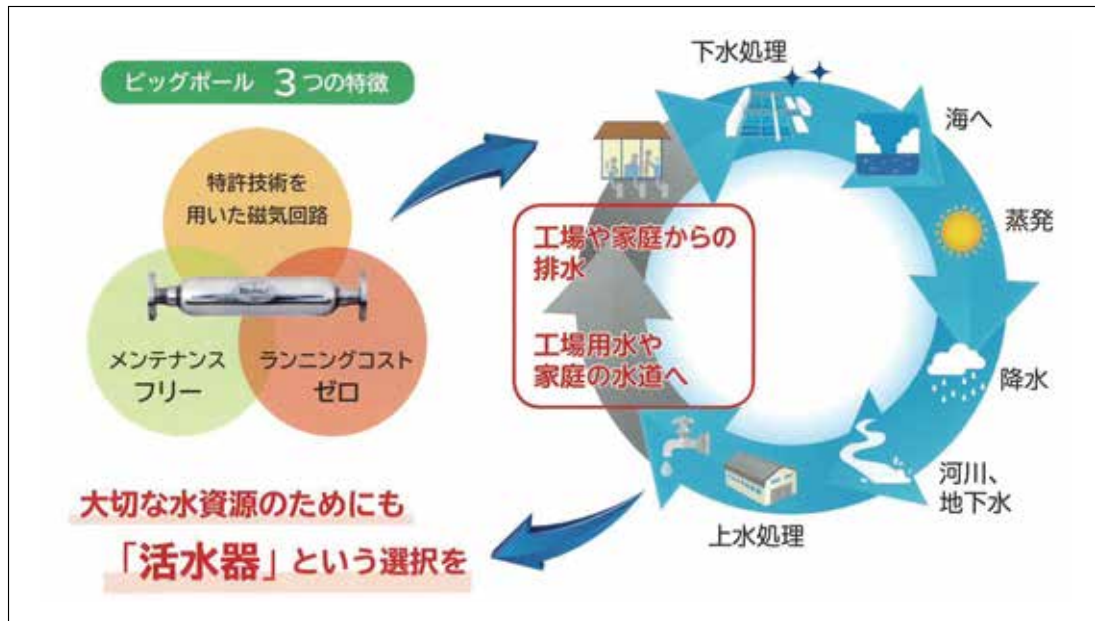 ビッグポール 3つの特徴
特許技術を
用いた磁気回路
メンテナンス
フリー
ランニングコスト
ゼロ
大切な水資源のためにも
「活水器」という選択を
下水処理
海へ
蒸発
降水
河川、
地下水
上水処理
工場や家庭からの
排水
工場用水や
家庭の水道へ